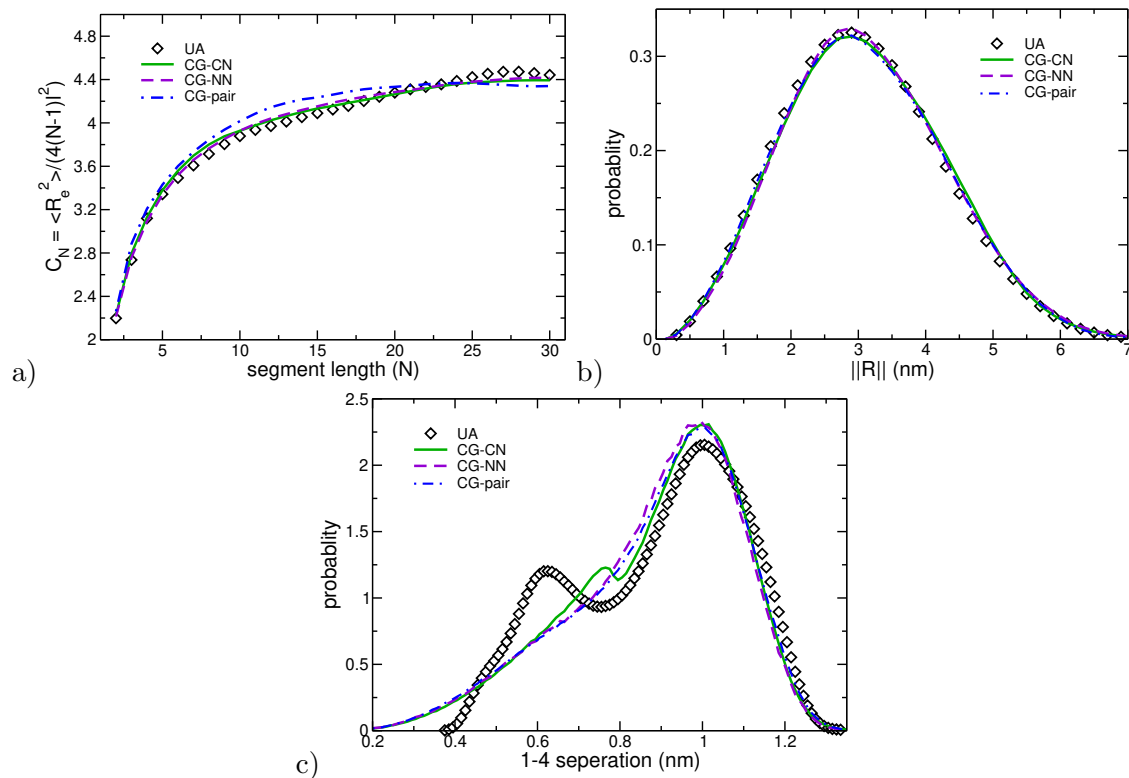 4.8
4.4
4
3.6
3.2
2.8
2.4
2
C_N = <R_e^2>/(4(N-1)l^2)
UA
CG-CN
CG-NN
CG-pair
5 10 15 20 25 30
segment length (N)
a)
0.3
0.2
0.1
0
probablity
UA
CG-CN
CG-NN
CG-pair
0 1 2 3 4 5 6 7
||R|| (nm)
b)
2.5
2
1.5
1
0.5
0
probablity
UA
CG-CN
CG-NN
CG-pair
0.2 0.4 0.6 0.8 1 1.2
1-4 seperation (nm)
c)